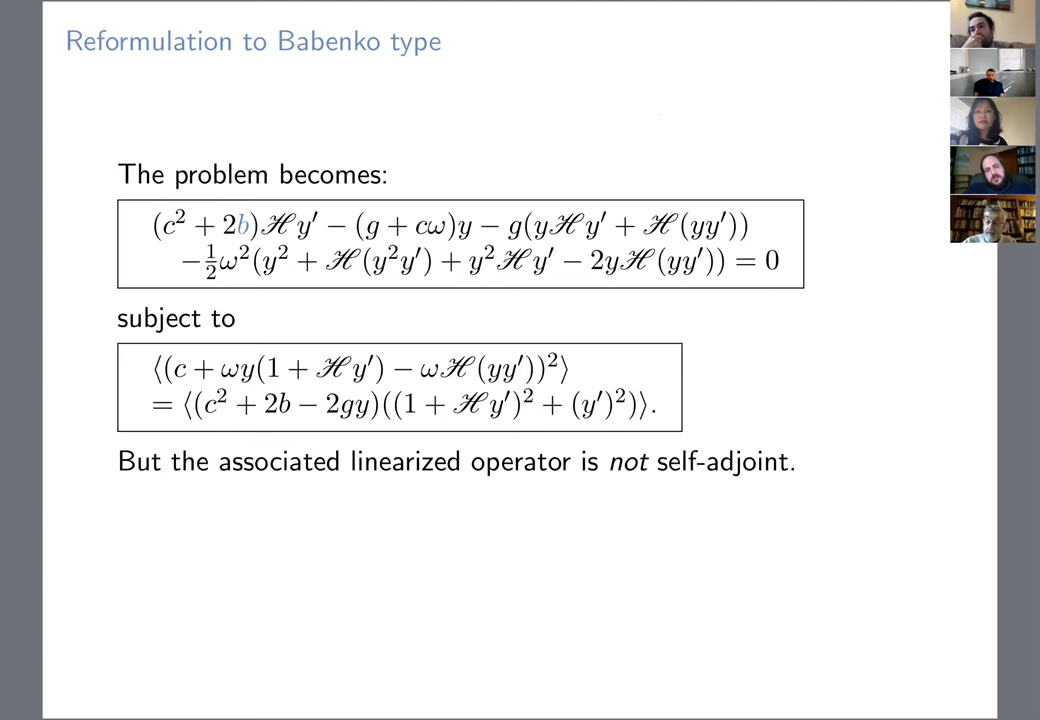 Reformulation to Babenko type
The problem becomes:
(c² + 2b)ℋy′ − (g + cω)y − g(yℋy′ + ℋ(yy′))
−½ω²(y² + ℋ(y²y′) + y²ℋy′ − 2yℋ(yy′)) = 0
subject to
⟨(c + ωy(1 + ℋy′) − ωℋ(yy′))²⟩
= ⟨(c² + 2b − 2gy)((1 + ℋy′)² + (y′)²)⟩.
But the associated linearized operator is not self-adjoint.